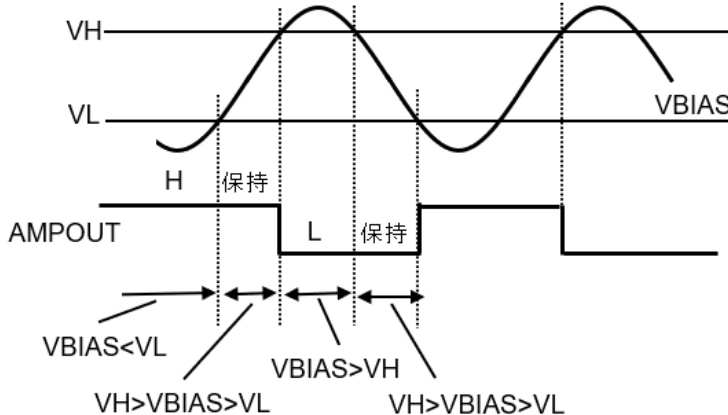 VH
VL
VBIAS
H
保持
L
保持
AMPOUT
VBIAS<VL
VBIAS>VH
VH>VBIAS>VL
VH>VBIAS>VL